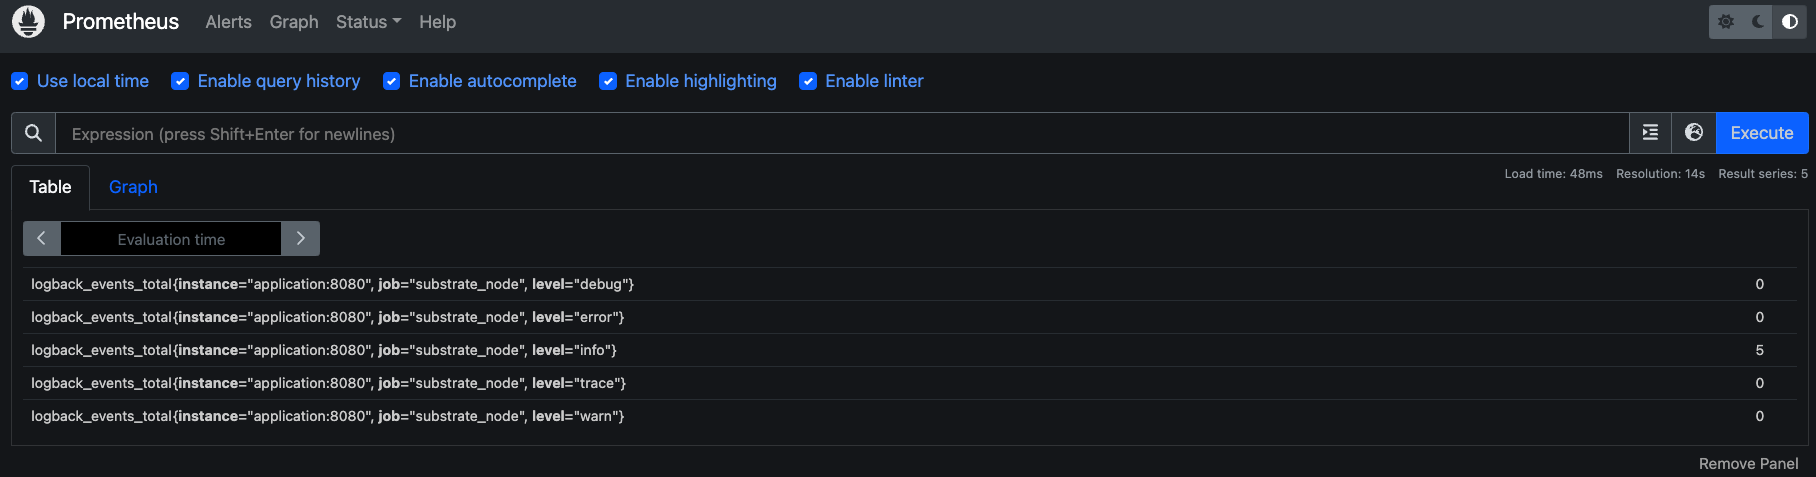 Prometheus Alerts Graph Status Help
Use local time Enable query history Enable autocomplete Enable highlighting Enable linter
Expression (press Shift+Enter for newlines) Execute
Table Graph Load time: 48ms Resolution: 14s Result series: 5
Evaluation time
logback_events_total{instance="application:8080", job="substrate_node", level="debug"} 0
logback_events_total{instance="application:8080", job="substrate_node", level="error"} 0
logback_events_total{instance="application:8080", job="substrate_node", level="info"} 5
logback_events_total{instance="application:8080", job="substrate_node", level="trace"} 0
logback_events_total{instance="application:8080", job="substrate_node", level="warn"} 0
Remove Panel